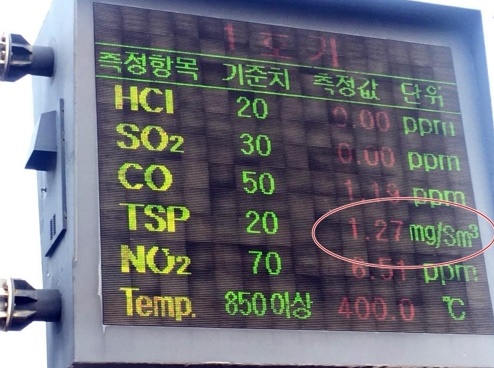 1 호기
측정항목 기준치 측정값 단위
HCl 20 0.00 ppm
SO2 30 0.00 ppm
CO 50 1.13 ppm
TSP 20 1.27 mg/Sm³
NO2 70 6.51 ppm
Temp. 850이상 400.0 ℃